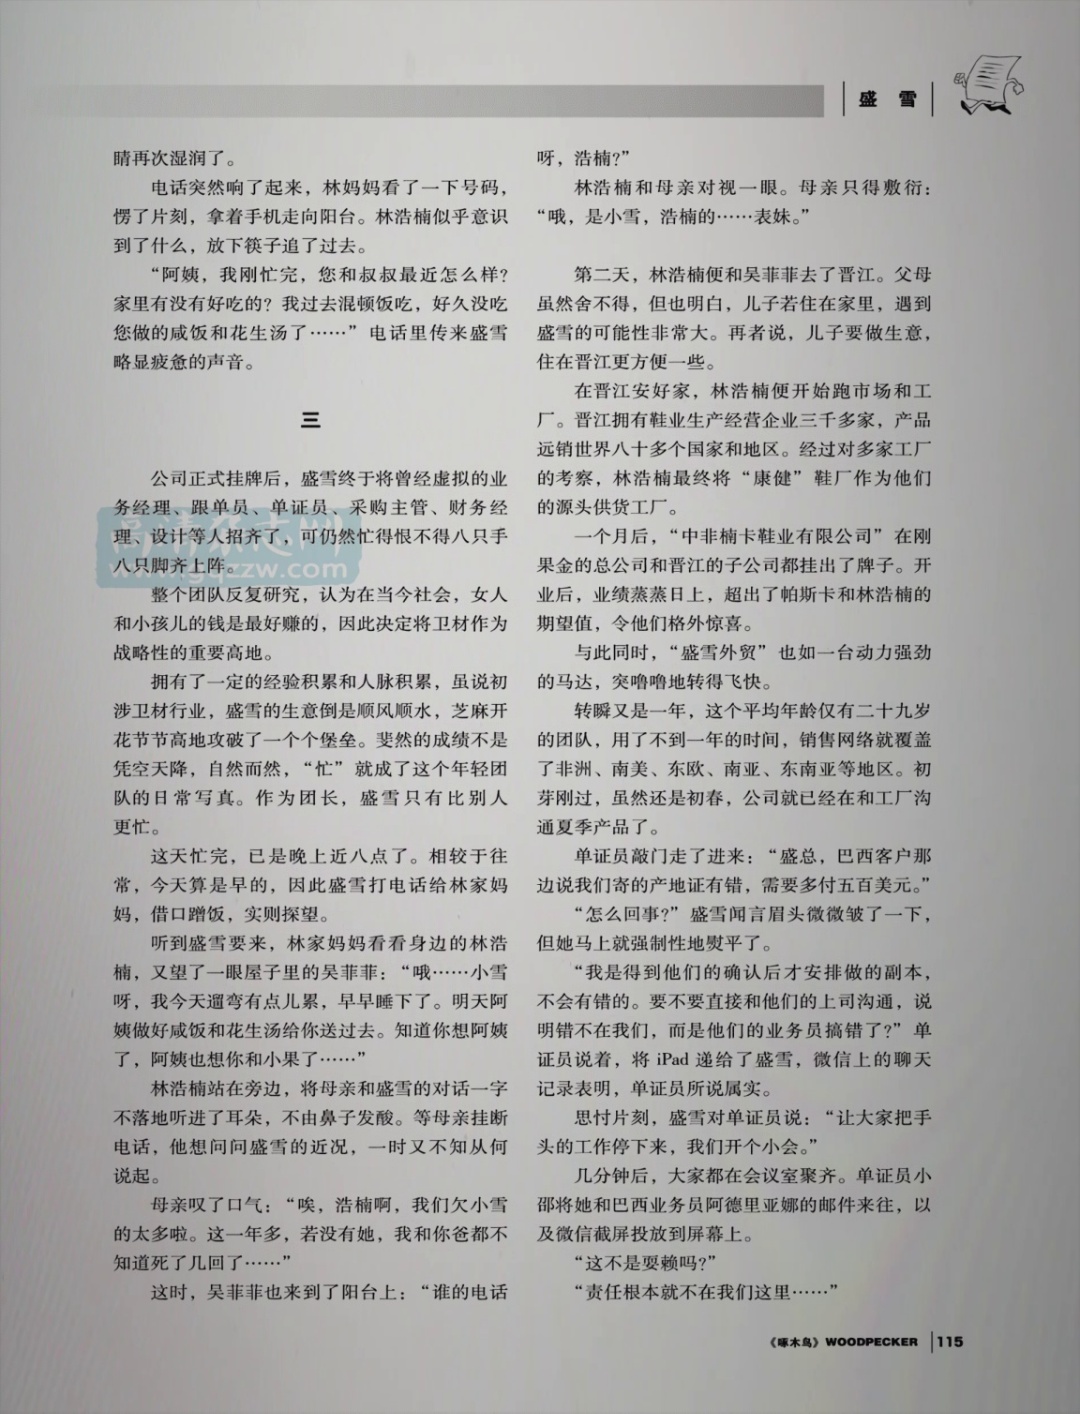 盛 雪
睛再次湿润了。
电话突然响了起来，林妈妈看了一下号码，
愣了片刻，拿着手机走向阳台。林浩楠似乎意识
到了什么，放下筷子追了过去。
“阿姨，我刚忙完，您和叔叔最近怎么样？
家里有没有好吃的？我过去混顿饭吃，好久没吃
您做的咸饭和花生汤了……”电话里传来盛雪
略显疲惫的声音。
三
公司正式挂牌后，盛雪终于将曾经虚拟的业
务经理、跟单员、单证员、采购主管、财务经
理、设计等人招齐了，可仍然忙得恨不得八只手
八只脚齐上阵。
整个团队反复研究，认为在当今社会，女人
和小孩儿的钱是最好赚的，因此决定将卫材作为
战略性的重要高地。
拥有了一定的经验积累和人脉积累，虽说初
涉卫材行业，盛雪的生意倒是顺风顺水，芝麻开
花节节高地攻破了一个个堡垒。斐然的成绩不是
凭空天降，自然而然，“忙”就成了这个年轻团
队的日常写真。作为团长，盛雪只有比别人
更忙。
这天忙完，已是晚上近八点了。相较于往
常，今天算是早的，因此盛雪打电话给林家妈
妈，借口蹭饭，实则探望。
听到盛雪要来，林家妈妈看看身边的林浩
楠，又望了一眼屋子里的吴菲菲：“哦……小雪
呀，我今天遛弯有点儿累，早早睡下了。明天阿
姨做好咸饭和花生汤给你送过去。知道你想阿姨
了，阿姨也想你和小果了……”
林浩楠站在旁边，将母亲和盛雪的对话一字
不落地听进了耳朵，不由鼻子发酸。等母亲挂断
电话，他想问问盛雪的近况，一时又不知从何
说起。
母亲叹了口气：“唉，浩楠啊，我们欠小雪
的太多啦。这一年多，若没有她，我和你爸都不
知道死了几回了……”
这时，吴菲菲也来到了阳台上：“谁的电话
呀，浩楠？”
林浩楠和母亲对视一眼。母亲只得敷衍：
“哦，是小雪，浩楠的……表妹。”
第二天，林浩楠便和吴菲菲去了晋江。父母
虽然舍不得，但也明白，儿子若住在家里，遇到
盛雪的可能性非常大。再者说，儿子要做生意，
住在晋江更方便一些。
在晋江安好家，林浩楠便开始跑市场和工
厂。晋江拥有鞋业生产经营企业三千多家，产品
远销世界八十多个国家和地区。经过对多家工厂
的考察，林浩楠最终将“康健”鞋厂作为他们
的源头供货工厂。
一个月后，“中非楠卡鞋业有限公司”在刚
果金的总公司和晋江的子公司都挂出了牌子。开
业后，业绩蒸蒸日上，超出了帕斯卡和林浩楠的
期望值，令他们格外惊喜。
与此同时，“盛雪外贸”也如一台动力强劲
的马达，突噜噜地转得飞快。
转瞬又是一年，这个平均年龄仅有二十九岁
的团队，用了不到一年的时间，销售网络就覆盖
了非洲、南美、东欧、南亚、东南亚等地区。初
芽刚过，虽然还是初春，公司就已经在和工厂沟
通夏季产品了。
单证员敲门走了进来：“盛总，巴西客户那
边说我们寄的产地证有错，需要多付五百美元。”
“怎么回事？”盛雪闻言眉头微微皱了一下，
但她马上就强制性地熨平了。
“我是得到他们的确认后才安排做的副本，
不会有错的。要不要直接和他们的上司沟通，说
明错不在我们，而是他们的业务员搞错了？”单
证员说着，将 iPad 递给了盛雪，微信上的聊天
记录表明，单证员所说属实。
思忖片刻，盛雪对单证员说：“让大家把手
头的工作停下来，我们开个小会。”
几分钟后，大家都在会议室聚齐。单证员小
邵将她和巴西业务员阿德里亚娜的邮件来往，以
及微信截屏投放到屏幕上。
“这不是耍赖吗？”
“责任根本就不在我们这里……”
《啄木鸟》WOODPECKER 115
高清杂志网
www.gqzzw.com